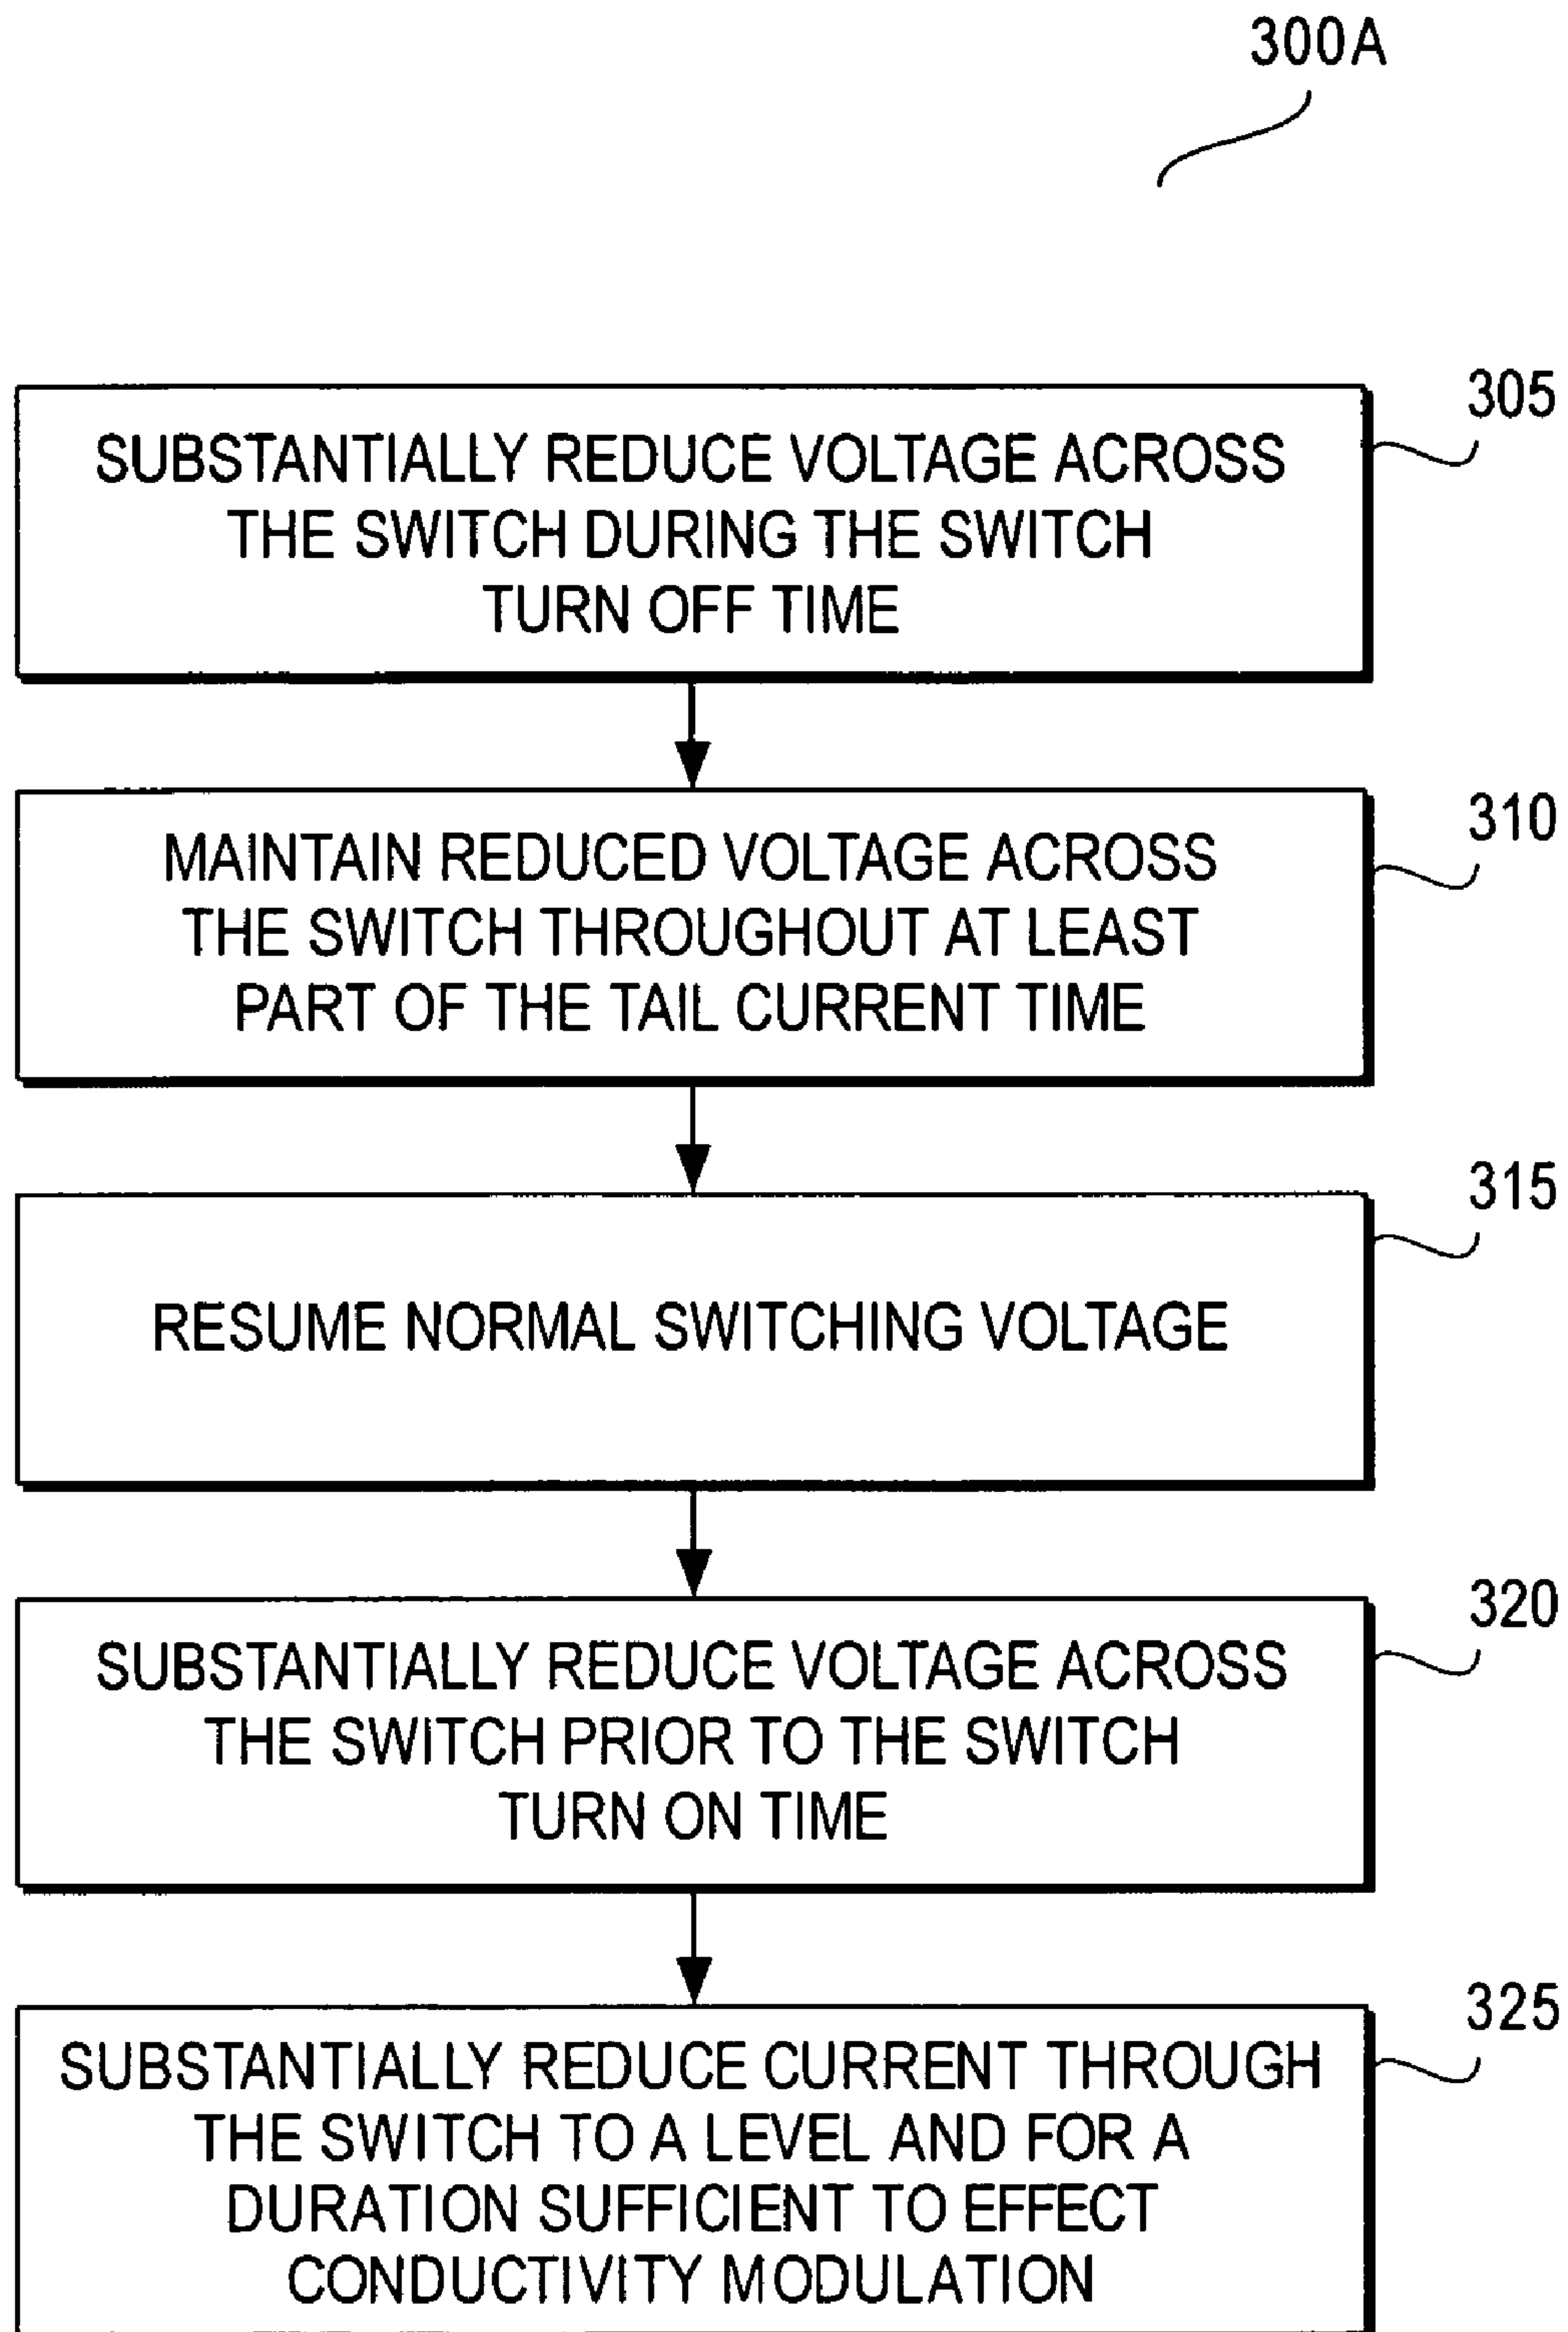 300A
305
SUBSTANTIALLY REDUCE VOLTAGE ACROSS
THE SWITCH DURING THE SWITCH
TURN OFF TIME
310
MAINTAIN REDUCED VOLTAGE ACROSS
THE SWITCH THROUGHOUT AT LEAST
PART OF THE TAIL CURRENT TIME
315
RESUME NORMAL SWITCHING VOLTAGE
320
SUBSTANTIALLY REDUCE VOLTAGE ACROSS
THE SWITCH PRIOR TO THE SWITCH
TURN ON TIME
325
SUBSTANTIALLY REDUCE CURRENT THROUGH
THE SWITCH TO A LEVEL AND FOR A
DURATION SUFFICIENT TO EFFECT
CONDUCTIVITY MODULATION